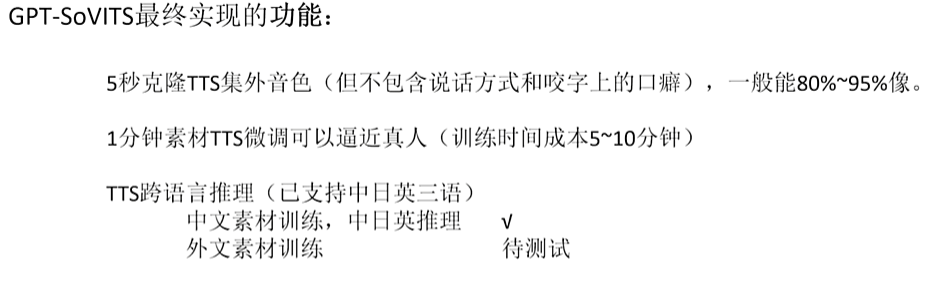 GPT-SoVITS最终实现的功能：
5秒克隆TTS集外音色（但不包含说话方式和咬字上的口癖），一般能80%~95%像。
1分钟素材TTS微调可以逼近真人（训练时间成本5~10分钟）
TTS跨语言推理（已支持中日英三语）
中文素材训练，中日英推理 √
外文素材训练 待测试